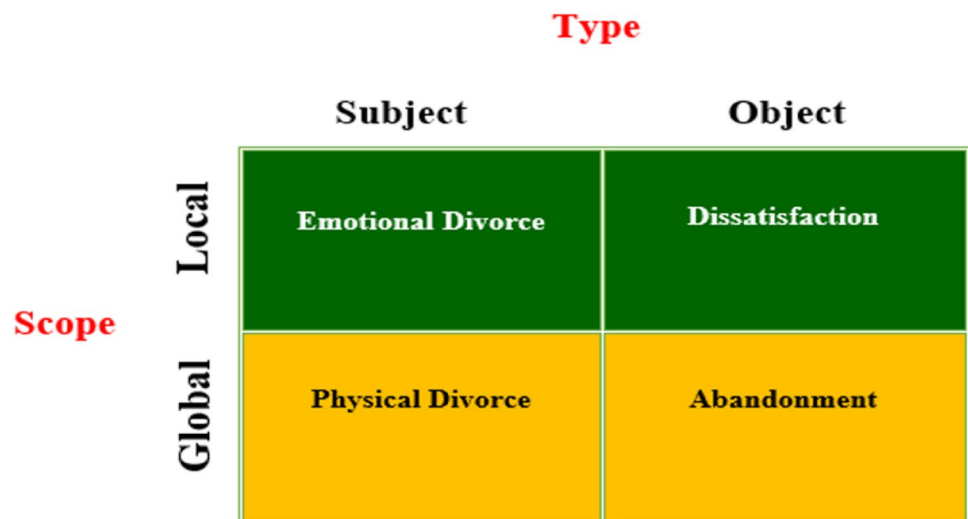 Type
Subject Object
Local
Emotional Divorce Dissatisfaction
Scope
Global
Physical Divorce Abandonment